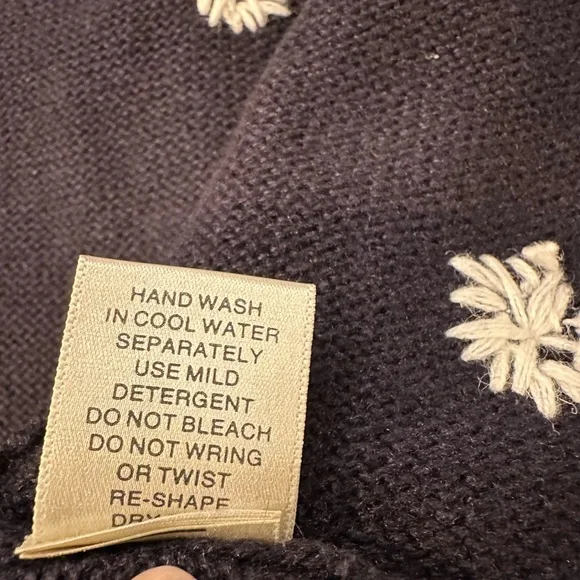 HAND WASH
IN COOL WATER
SEPARATELY
USE MILD
DETERGENT
DO NOT BLEACH
DO NOT WRING
OR TWIST
RE-SHAPE
DRY